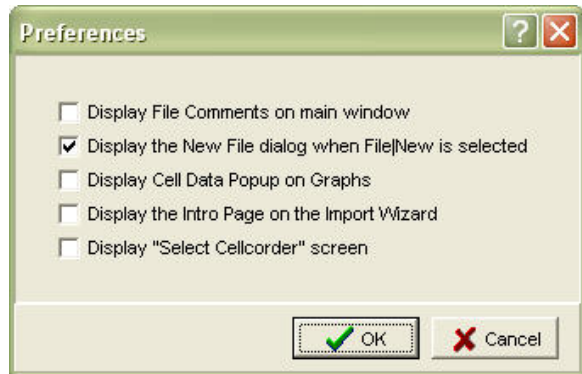 Preferences
Display File Comments on main window
Display the New File dialog when File|New is selected
Display Cell Data Popup on Graphs
Display the Intro Page on the Import Wizard
Display "Select Cellcorder" screen
OK Cancel